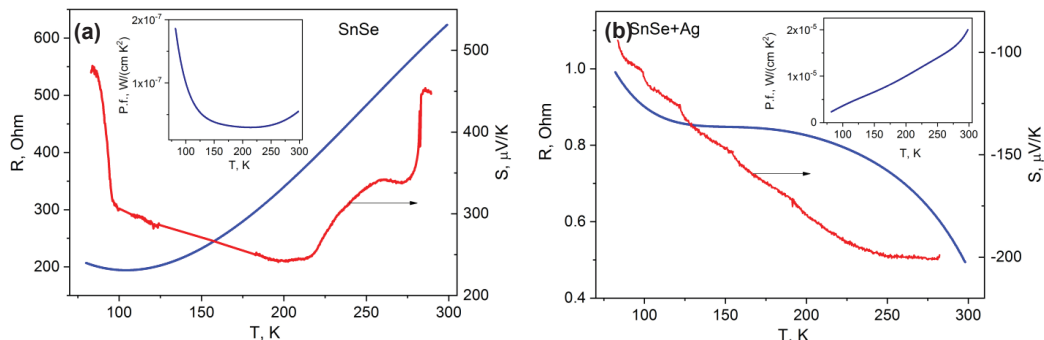 (a)
SnSe
R, Ohm
600
500
400
300
200
S, μV/K
500
400
300
200
100
150
200
250
300
T, K
P.f., W/(cm K²)
2x10⁻⁷
1x10⁻⁷
100
150
200
250
300
T, K
(b)
SnSe+Ag
R, Ohm
1.0
0.8
0.6
0.4
S, μV/K
-100
-150
-200
100
150
200
250
300
T, K
P.f., W/(cm K²)
2x10⁻⁵
1x10⁻⁵
100
150
200
250
300
T, K